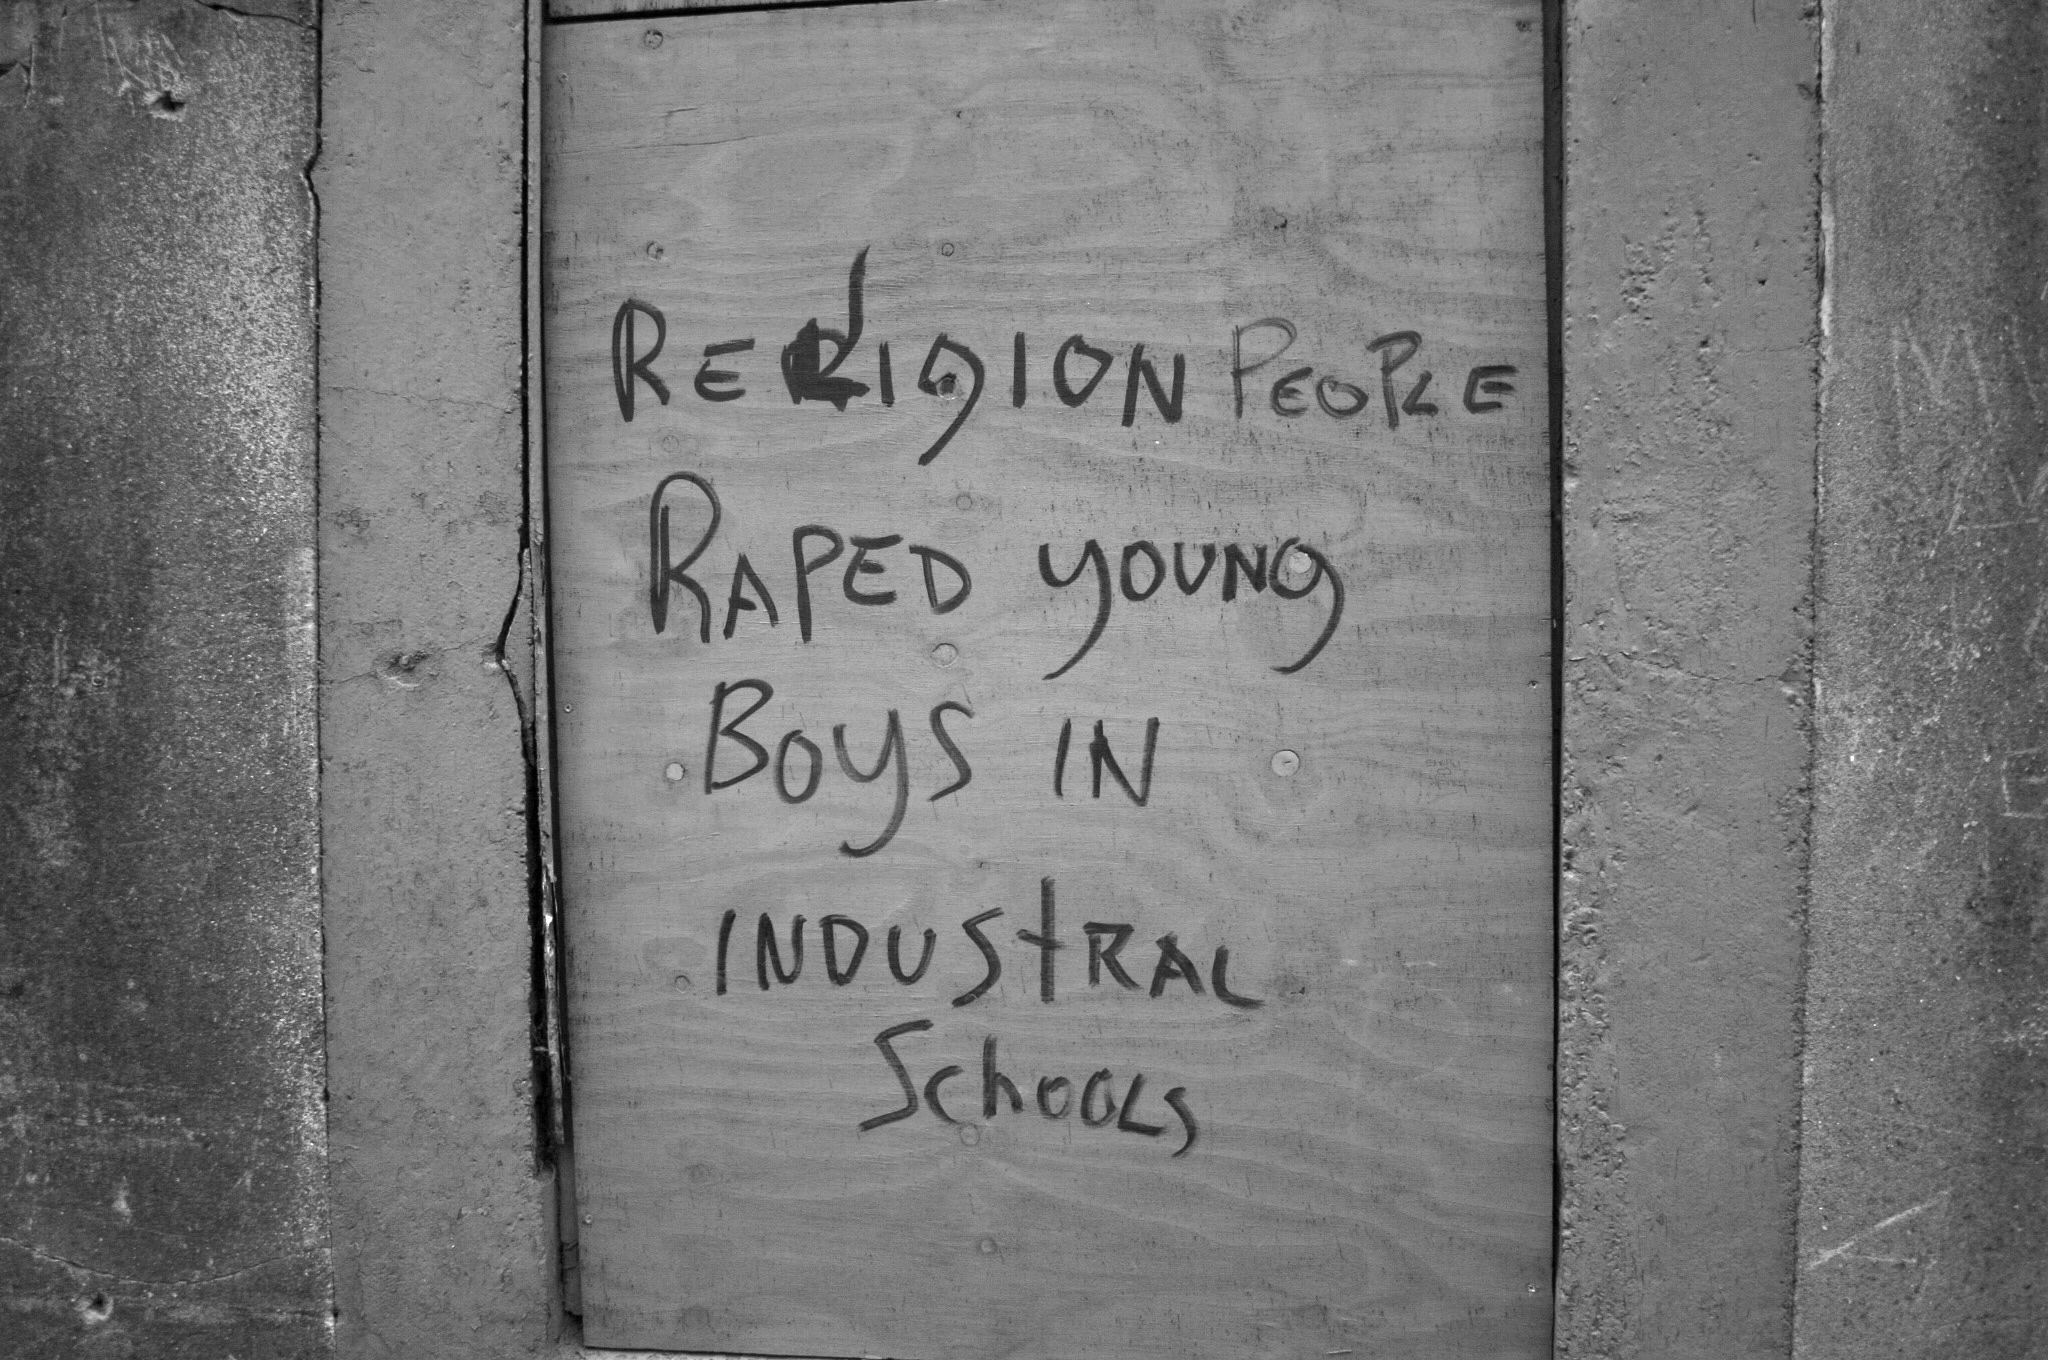 RELIGION PEOPLE
RAPED YOUNG
BOYS IN
INDUSTRAL
SCHOOLS